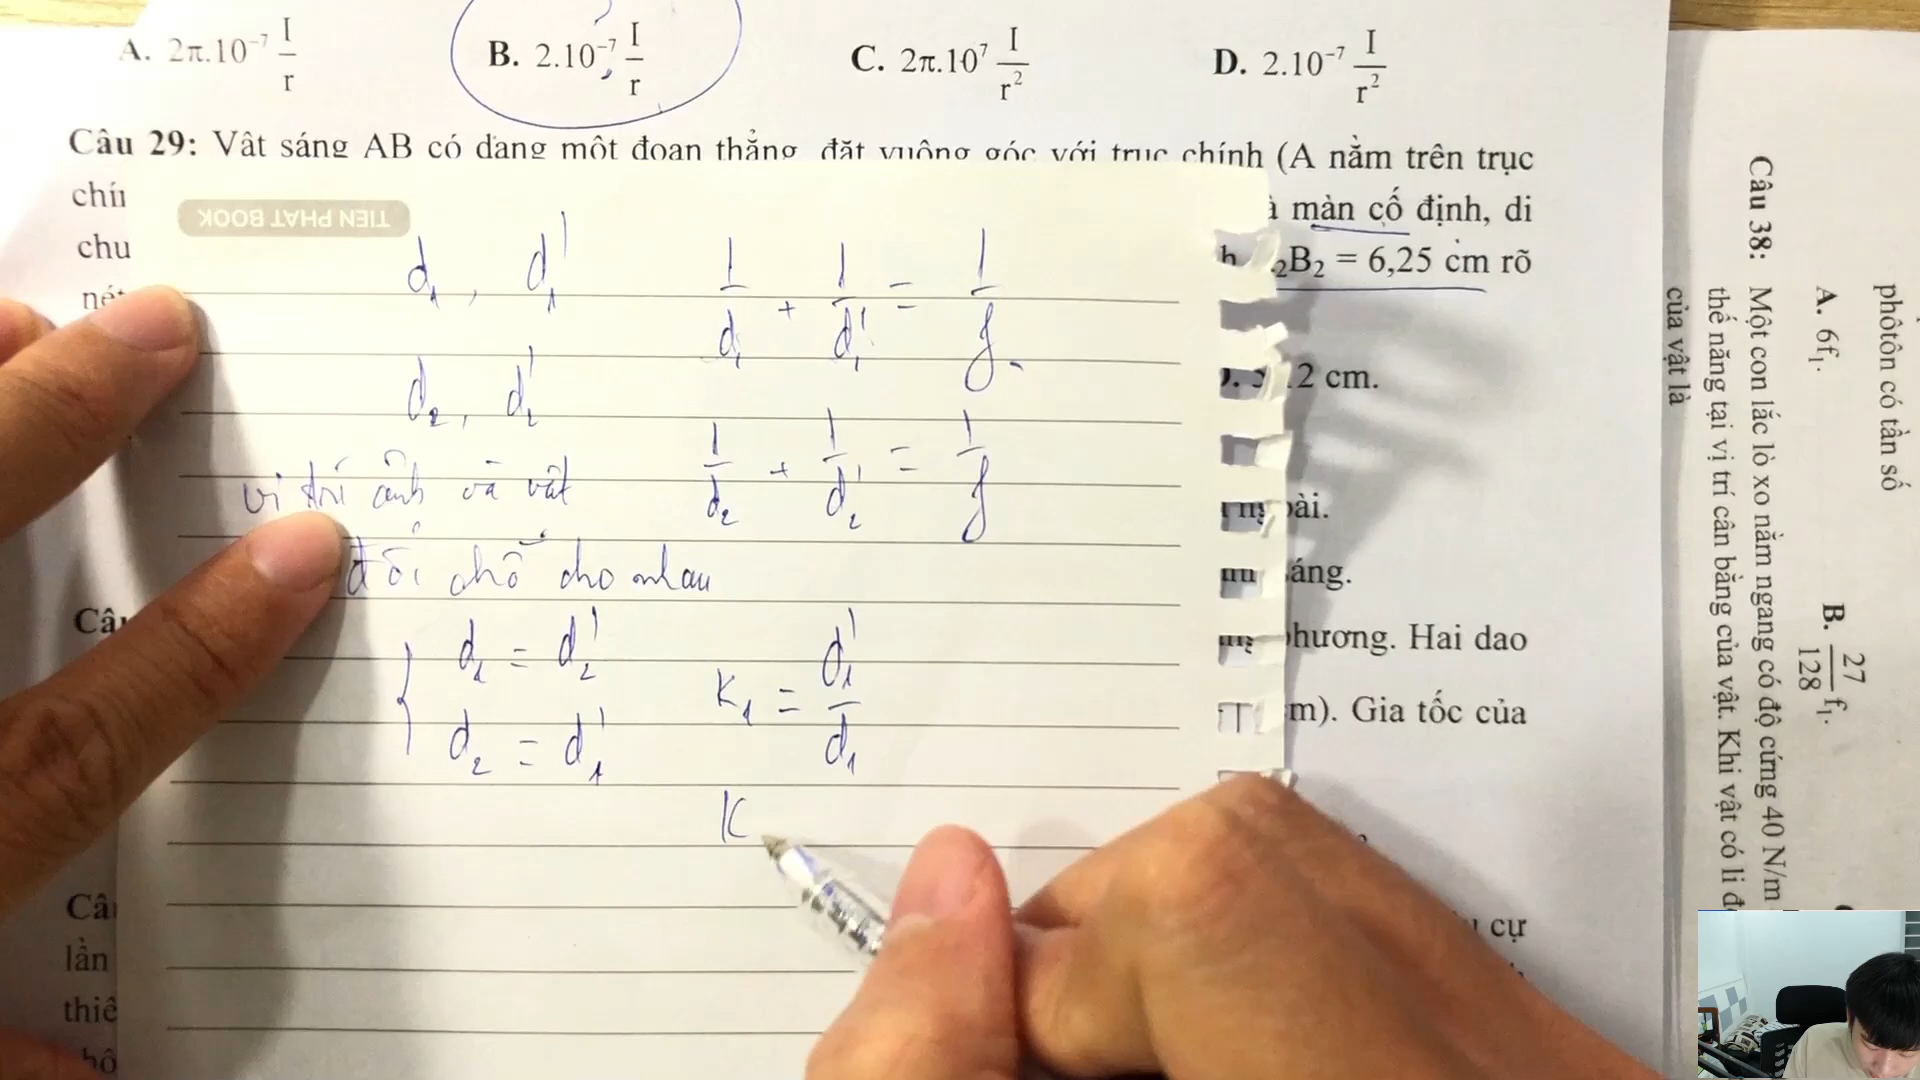 A. 2π.10⁻⁷ I/r B. 2.10⁻⁷ I/r C. 2π.10⁷ I/r² D. 2.10⁻⁷ I/r²
Câu 29: Vật sáng AB có dạng một đoạn thẳng, đặt vuông góc với trục chính (A nằm trên trục
màn cố định, di
chu
B₂ = 6,25 cm rõ
TIEN PHAT BOOK
d₁, d₁' 1/d₁ + 1/d₁' = 1/f
d₂, d₂' 1/d₂ + 1/d₂' = 1/f
vị trí ảnh và vật
đổi chỗ cho nhau
d₁ = d₂' K₁ = d₁'/d₁
d₂ = d₁'
K
2 cm.
phương. Hai dao
m). Gia tốc của
cự
lần
thiê
phôtôn có tần số
A. 6f₁. B. 27/128 f₁.
Câu 38: Một con lắc lò xo nằm ngang có độ cứng 40 N/m
thế năng tại vị trí cân bằng của vật. Khi vật có li
của vật là